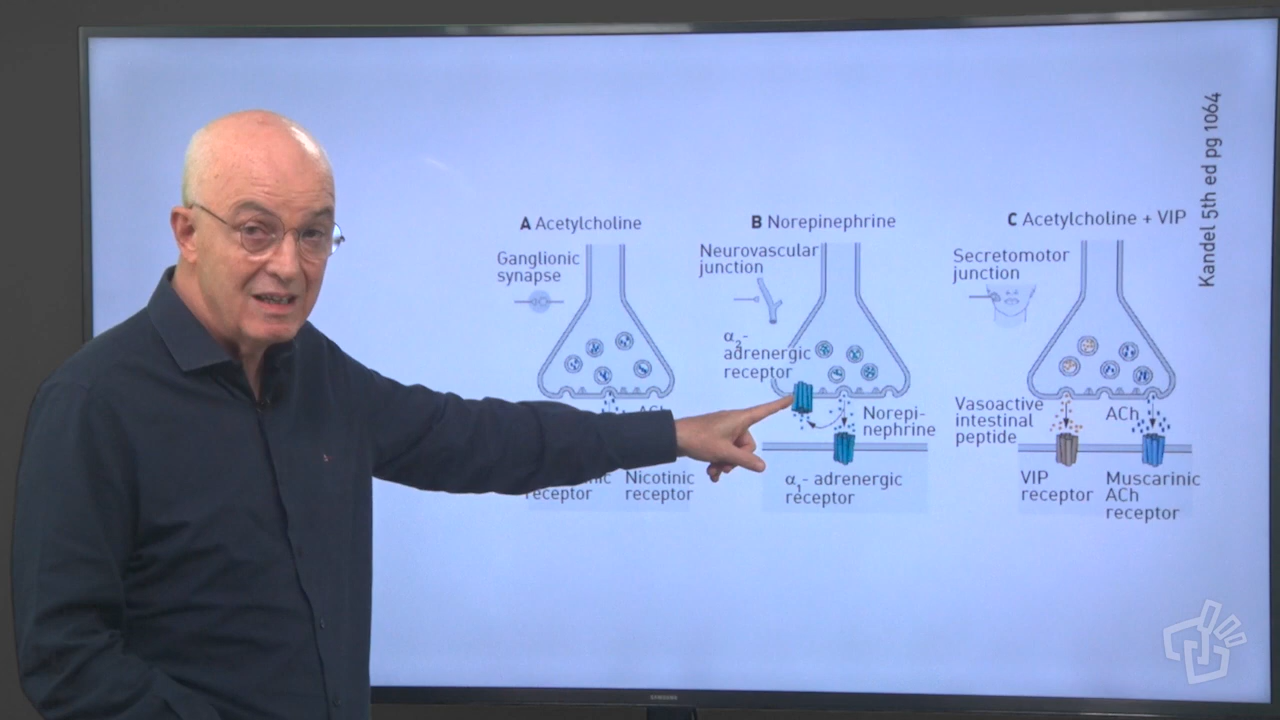 A Acetylcholine
Ganglionic
synapse
Nicotinic
receptor
receptor
B Norepinephrine
Neurovascular
junction
α2-
adrenergic
receptor
Norepi-
nephrine
α1- adrenergic
receptor
C Acetylcholine + VIP
Secretomotor
junction
Vasoactive
intestinal
peptide
ACh
VIP
receptor
Muscarinic
ACh
receptor
Kandel 5th ed pg 1064
SAMSUNG